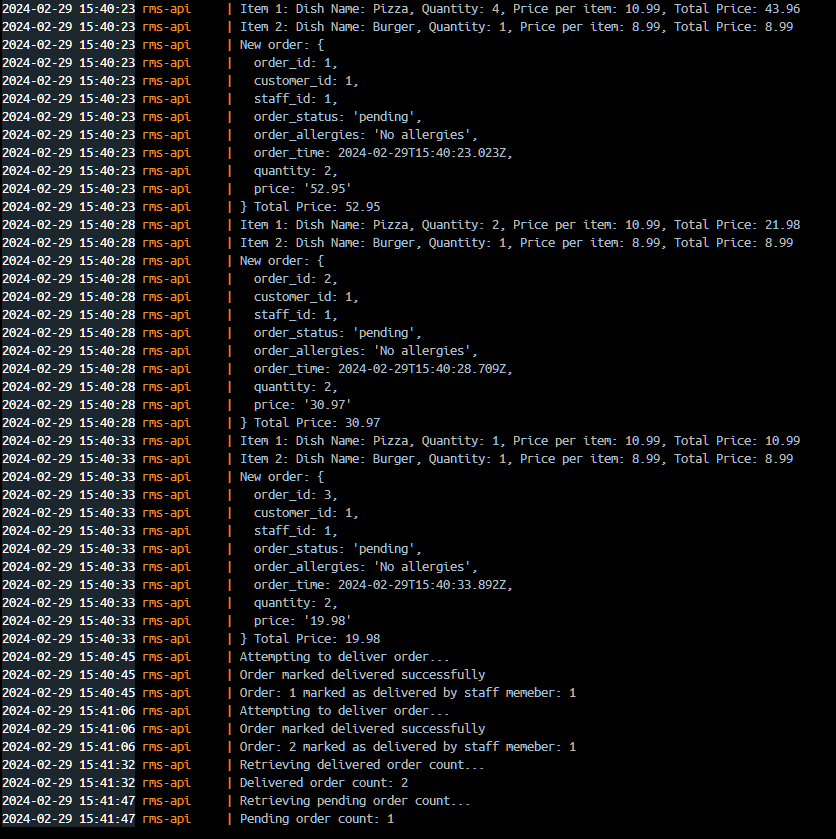 2024-02-29 15:40:23 rms-api | Item 1: Dish Name: Pizza, Quantity: 4, Price per item: 10.99, Total Price: 43.96
2024-02-29 15:40:23 rms-api | Item 2: Dish Name: Burger, Quantity: 1, Price per item: 8.99, Total Price: 8.99
2024-02-29 15:40:23 rms-api | New order: {
2024-02-29 15:40:23 rms-api |   order_id: 1,
2024-02-29 15:40:23 rms-api |   customer_id: 1,
2024-02-29 15:40:23 rms-api |   staff_id: 1,
2024-02-29 15:40:23 rms-api |   order_status: 'pending',
2024-02-29 15:40:23 rms-api |   order_allergies: 'No allergies',
2024-02-29 15:40:23 rms-api |   order_time: 2024-02-29T15:40:23.023Z,
2024-02-29 15:40:23 rms-api |   quantity: 2,
2024-02-29 15:40:23 rms-api |   price: '52.95'
2024-02-29 15:40:23 rms-api | } Total Price: 52.95
2024-02-29 15:40:28 rms-api | Item 1: Dish Name: Pizza, Quantity: 2, Price per item: 10.99, Total Price: 21.98
2024-02-29 15:40:28 rms-api | Item 2: Dish Name: Burger, Quantity: 1, Price per item: 8.99, Total Price: 8.99
2024-02-29 15:40:28 rms-api | New order: {
2024-02-29 15:40:28 rms-api |   order_id: 2,
2024-02-29 15:40:28 rms-api |   customer_id: 1,
2024-02-29 15:40:28 rms-api |   staff_id: 1,
2024-02-29 15:40:28 rms-api |   order_status: 'pending',
2024-02-29 15:40:28 rms-api |   order_allergies: 'No allergies',
2024-02-29 15:40:28 rms-api |   order_time: 2024-02-29T15:40:28.709Z,
2024-02-29 15:40:28 rms-api |   quantity: 2,
2024-02-29 15:40:28 rms-api |   price: '30.97'
2024-02-29 15:40:28 rms-api | } Total Price: 30.97
2024-02-29 15:40:33 rms-api | Item 1: Dish Name: Pizza, Quantity: 1, Price per item: 10.99, Total Price: 10.99
2024-02-29 15:40:33 rms-api | Item 2: Dish Name: Burger, Quantity: 1, Price per item: 8.99, Total Price: 8.99
2024-02-29 15:40:33 rms-api | New order: {
2024-02-29 15:40:33 rms-api |   order_id: 3,
2024-02-29 15:40:33 rms-api |   customer_id: 1,
2024-02-29 15:40:33 rms-api |   staff_id: 1,
2024-02-29 15:40:33 rms-api |   order_status: 'pending',
2024-02-29 15:40:33 rms-api |   order_allergies: 'No allergies',
2024-02-29 15:40:33 rms-api |   order_time: 2024-02-29T15:40:33.892Z,
2024-02-29 15:40:33 rms-api |   quantity: 2,
2024-02-29 15:40:33 rms-api |   price: '19.98'
2024-02-29 15:40:33 rms-api | } Total Price: 19.98
2024-02-29 15:40:45 rms-api | Attempting to deliver order...
2024-02-29 15:40:45 rms-api | Order marked delivered successfully
2024-02-29 15:40:45 rms-api | Order: 1 marked as delivered by staff memeber: 1
2024-02-29 15:41:06 rms-api | Attempting to deliver order...
2024-02-29 15:41:06 rms-api | Order marked delivered successfully
2024-02-29 15:41:06 rms-api | Order: 2 marked as delivered by staff memeber: 1
2024-02-29 15:41:32 rms-api | Retrieving delivered order count...
2024-02-29 15:41:32 rms-api | Delivered order count: 2
2024-02-29 15:41:47 rms-api | Retrieving pending order count...
2024-02-29 15:41:47 rms-api | Pending order count: 1